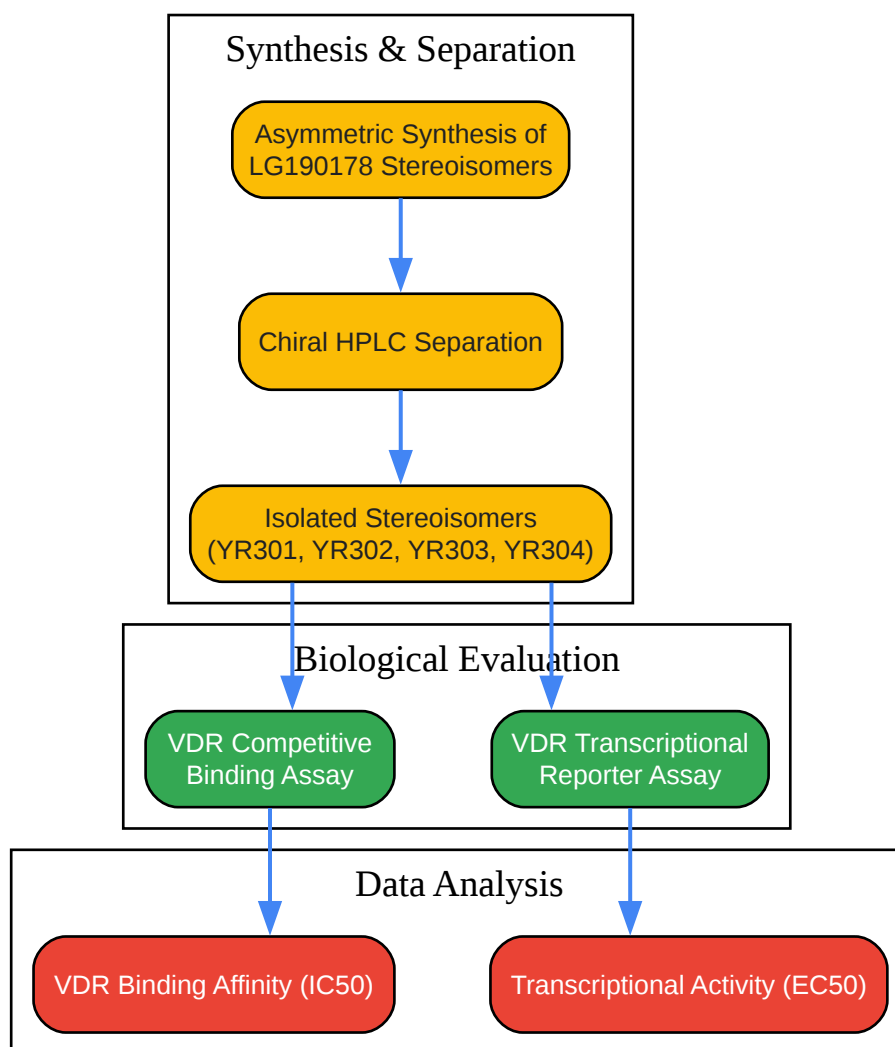 Synthesis & Separation
Asymmetric Synthesis of
LG190178 Stereoisomers
Chiral HPLC Separation
Isolated Stereoisomers
(YR301, YR302, YR303, YR304)
Biological Evaluation
VDR Competitive
Binding Assay
VDR Transcriptional
Reporter Assay
Data Analysis
VDR Binding Affinity (IC50)
Transcriptional Activity (EC50)